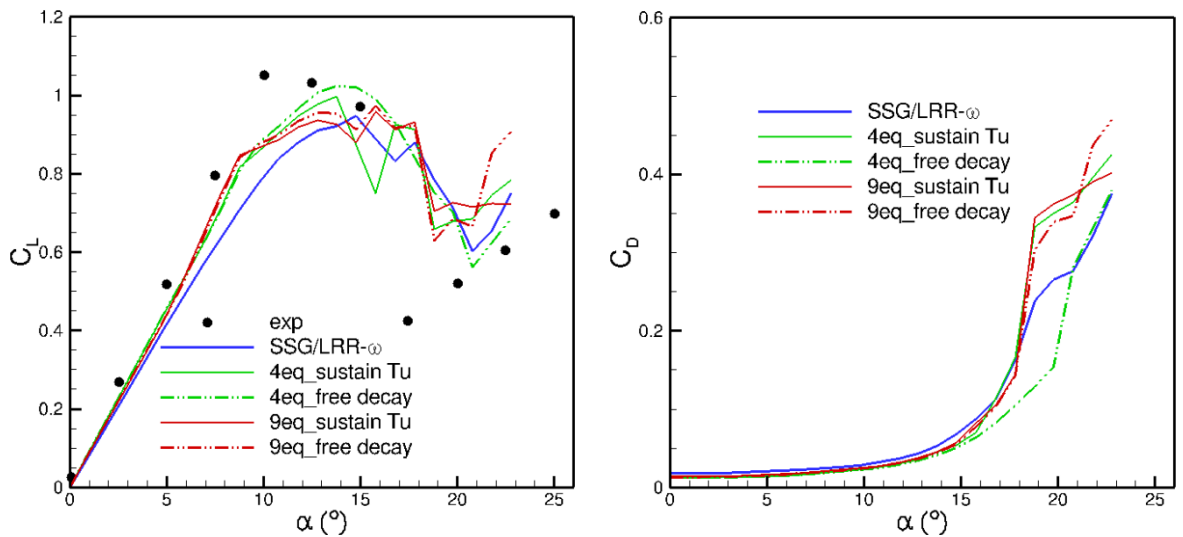 1.2
1
0.8
0.6
0.4
0.2
0
C_L
exp
SSG/LRR-ω
4eq_sustain Tu
4eq_free decay
9eq_sustain Tu
9eq_free decay
0 5 10 15 20 25
α (°)
0.6
0.4
0.2
0
C_D
SSG/LRR-ω
4eq_sustain Tu
4eq_free decay
9eq_sustain Tu
9eq_free decay
0 5 10 15 20 25
α (°)